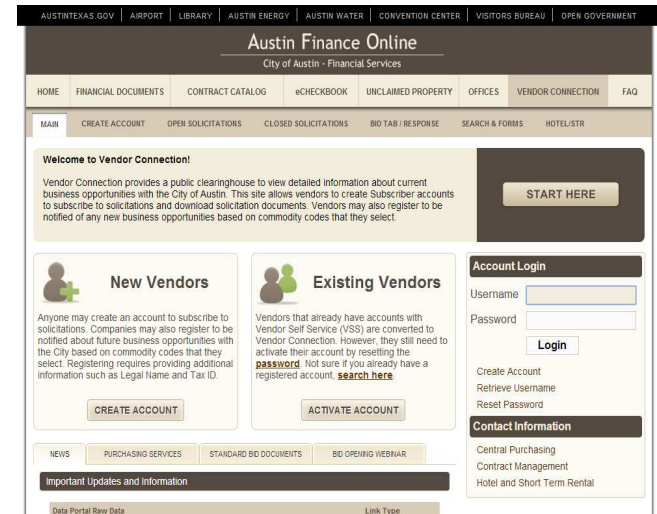 AUSTINTEXAS.GOV AIRPORT LIBRARY AUSTIN ENERGY AUSTIN WATER CONVENTION CENTER VISITORS BUREAU OPEN GOVERNMENT
Austin Finance Online
City of Austin - Financial Services
HOME FINANCIAL DOCUMENTS CONTRACT CATALOG eCHECKBOOK UNCLAIMED PROPERTY OFFICES VENDOR CONNECTION FAQ
MAIN CREATE ACCOUNT OPEN SOLICITATIONS CLOSED SOLICITATIONS BID TAB / RESPONSE SEARCH & FORMS HOTEL/STR
Welcome to Vendor Connection!
Vendor Connection provides a public clearinghouse to view detailed information about current
business opportunities with the City of Austin. This site allows vendors to create Subscriber accounts
to subscribe to solicitations and download solicitation documents. Vendors may also register to be
notified of any new business opportunities based on commodity codes that they select.
START HERE
New Vendors
Anyone may create an account to subscribe to
solicitations. Companies may also register to be
notified about future business opportunities with
the City based on commodity codes that they
select. Registering requires providing additional
information such as Legal Name and Tax ID.
CREATE ACCOUNT
Existing Vendors
Vendors that already have accounts with
Vendor Self Service (VSS) are converted to
Vendor Connection. However, they still need to
activate their account by resetting the
password. Not sure if you already have a
registered account, search here.
ACTIVATE ACCOUNT
Account Login
Username
Password
Login
Create Account
Retrieve Username
Reset Password
Contact Information
Central Purchasing
Contract Management
Hotel and Short Term Rental
NEWS PURCHASING SERVICES STANDARD BID DOCUMENTS BID OPENING WEBINAR
Important Updates and Information
Data Portal Raw Data Link Type